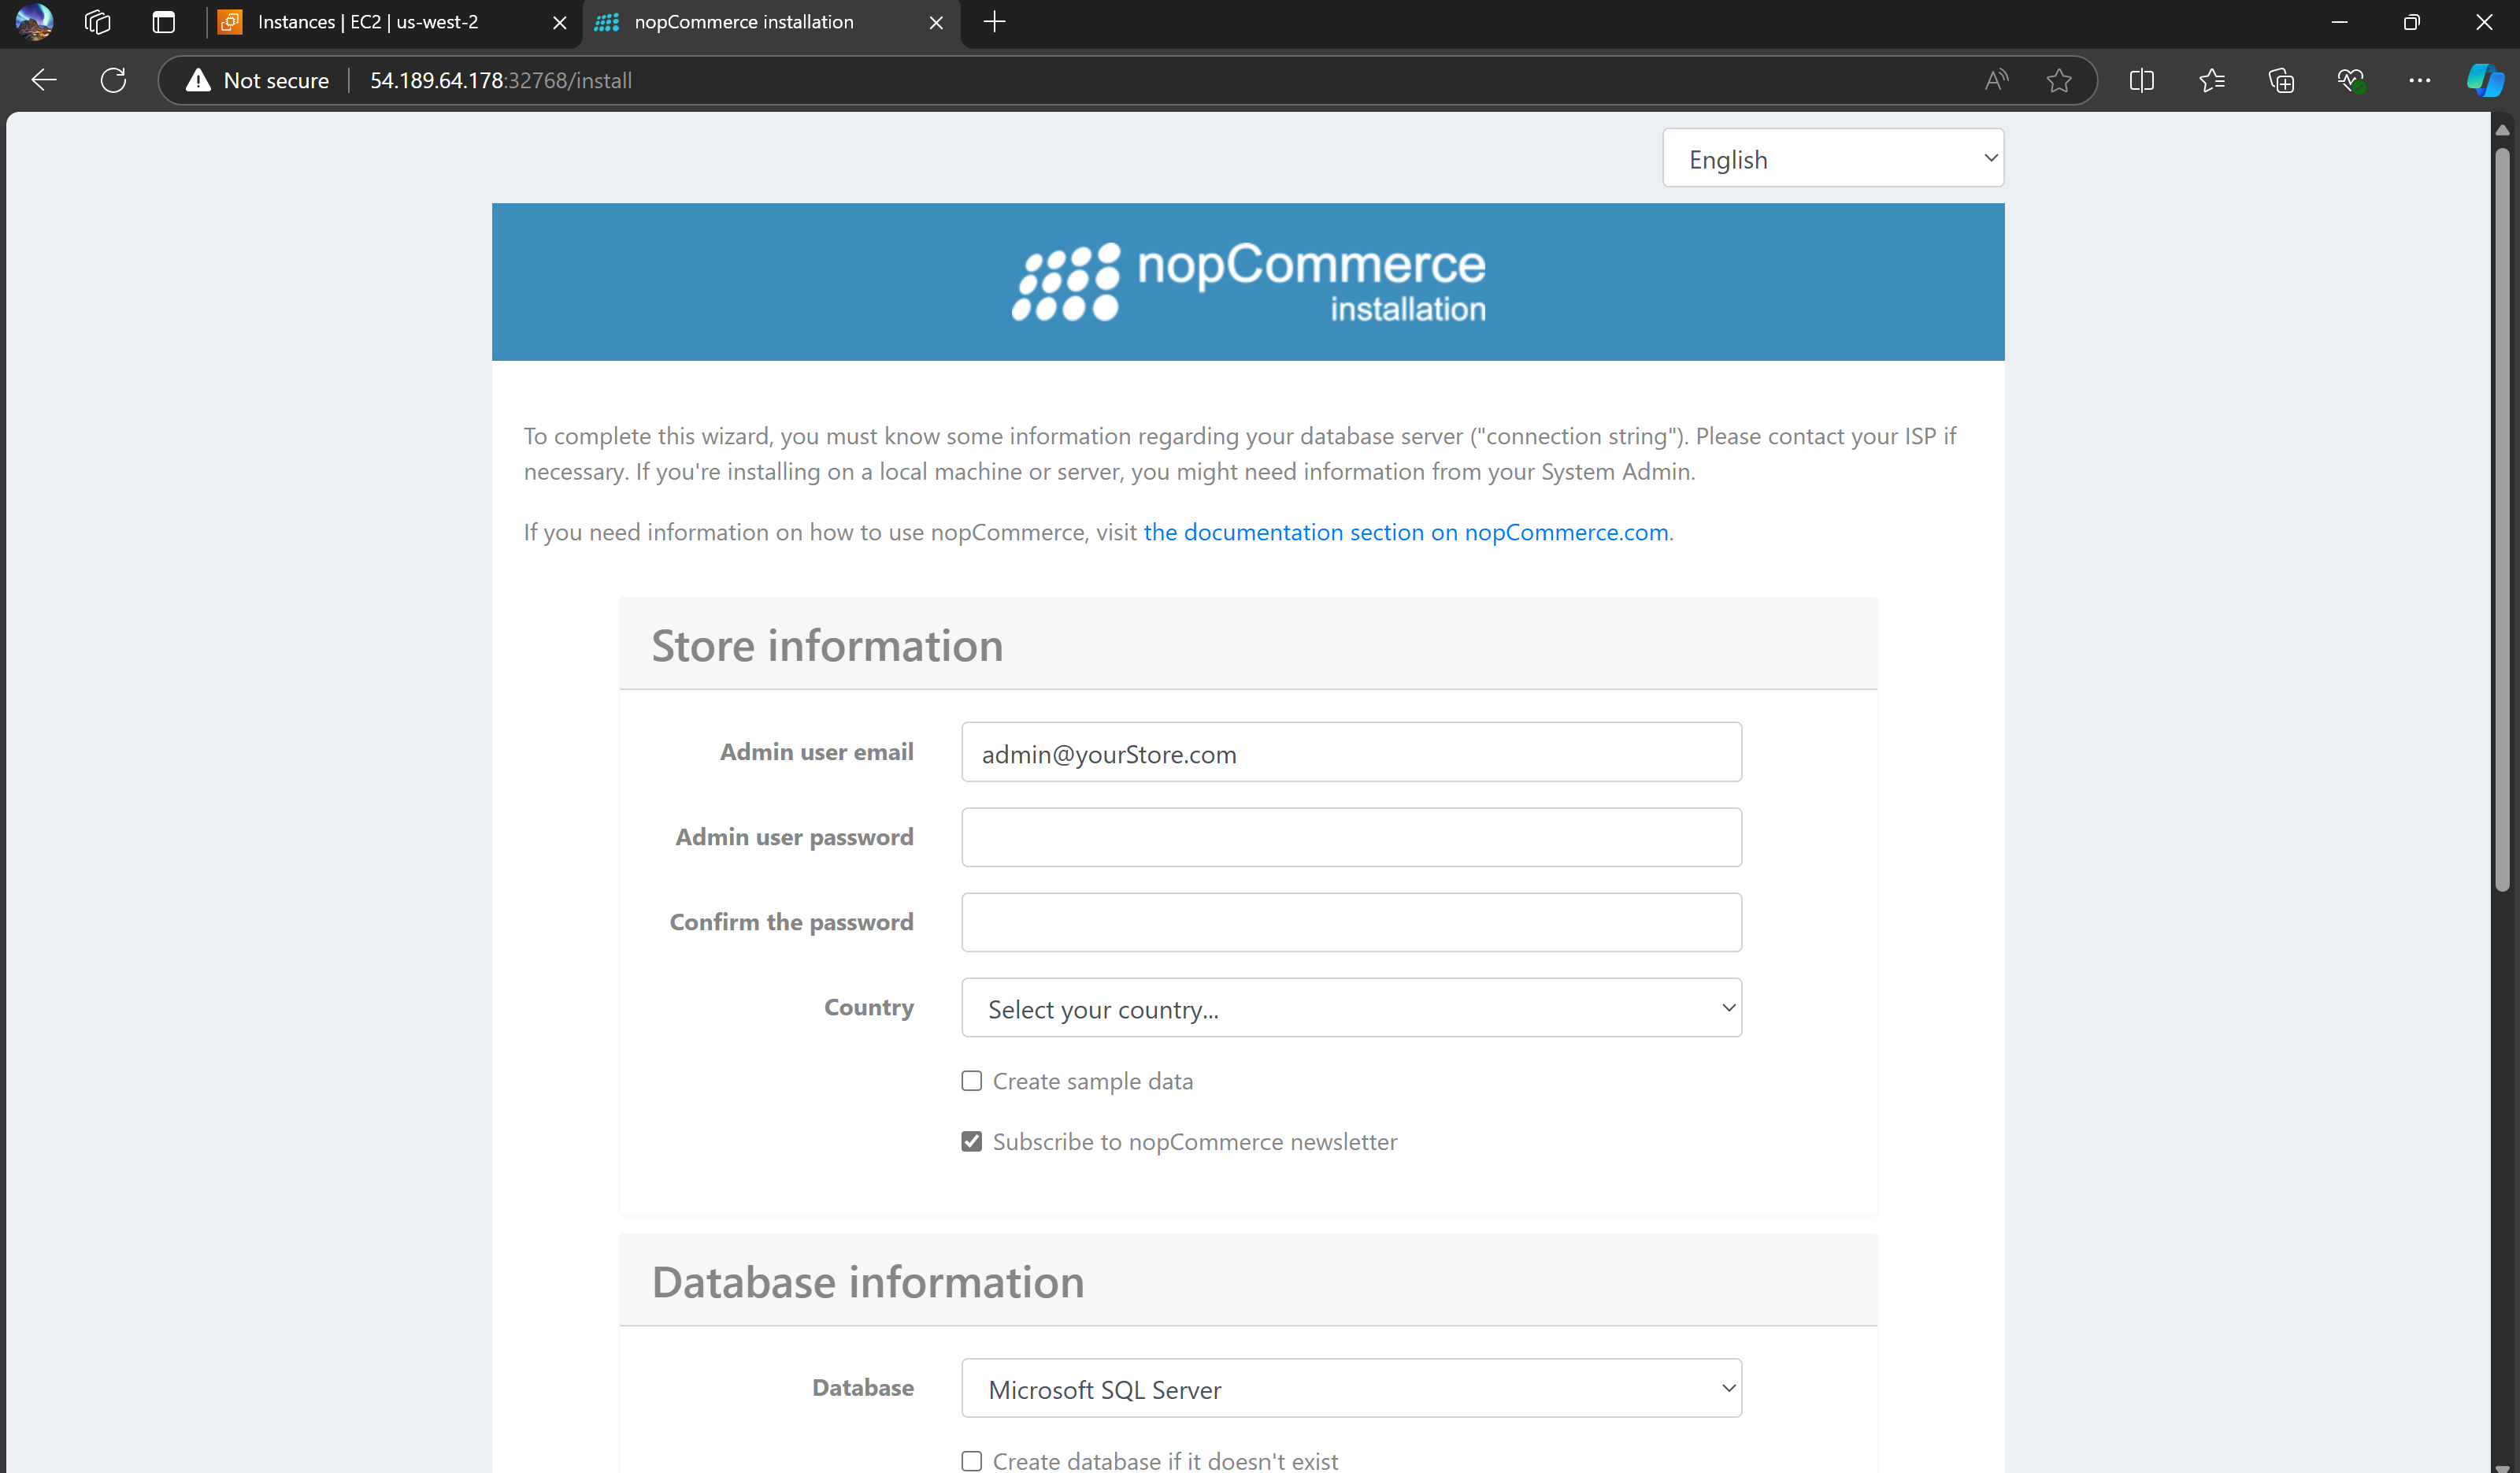 Instances | EC2 | us-west-2
nopCommerce installation
Not secure
54.189.64.178:32768/install
English
nopCommerce
installation
To complete this wizard, you must know some information regarding your database server ("connection string"). Please contact your ISP if
necessary. If you're installing on a local machine or server, you might need information from your System Admin.
If you need information on how to use nopCommerce, visit the documentation section on nopCommerce.com.
Store information
Admin user email
admin@yourStore.com
Admin user password
Confirm the password
Country
Select your country...
Create sample data
Subscribe to nopCommerce newsletter
Database information
Database
Microsoft SQL Server
Create database if it doesn't exist